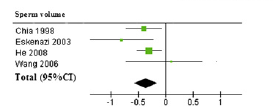 Sperm volume
Chia 1998
Eskenazi 2003
He 2008
Wang 2006
Total (95%CI)
-1 -0.5 0 0.5 1